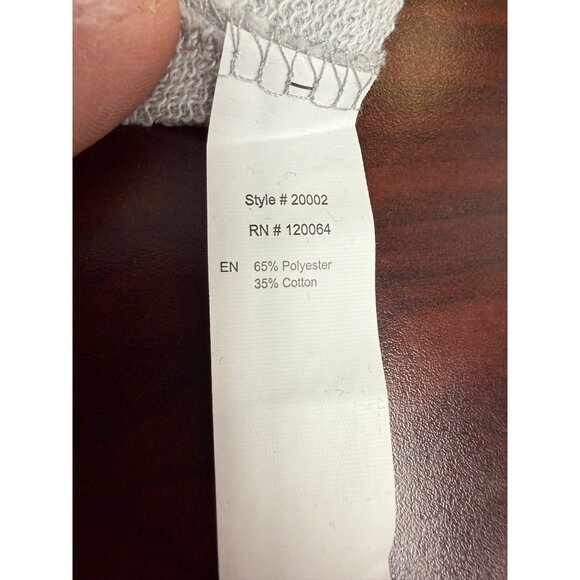 Style # 20002
RN # 120064
EN 65% Polyester
35% Cotton